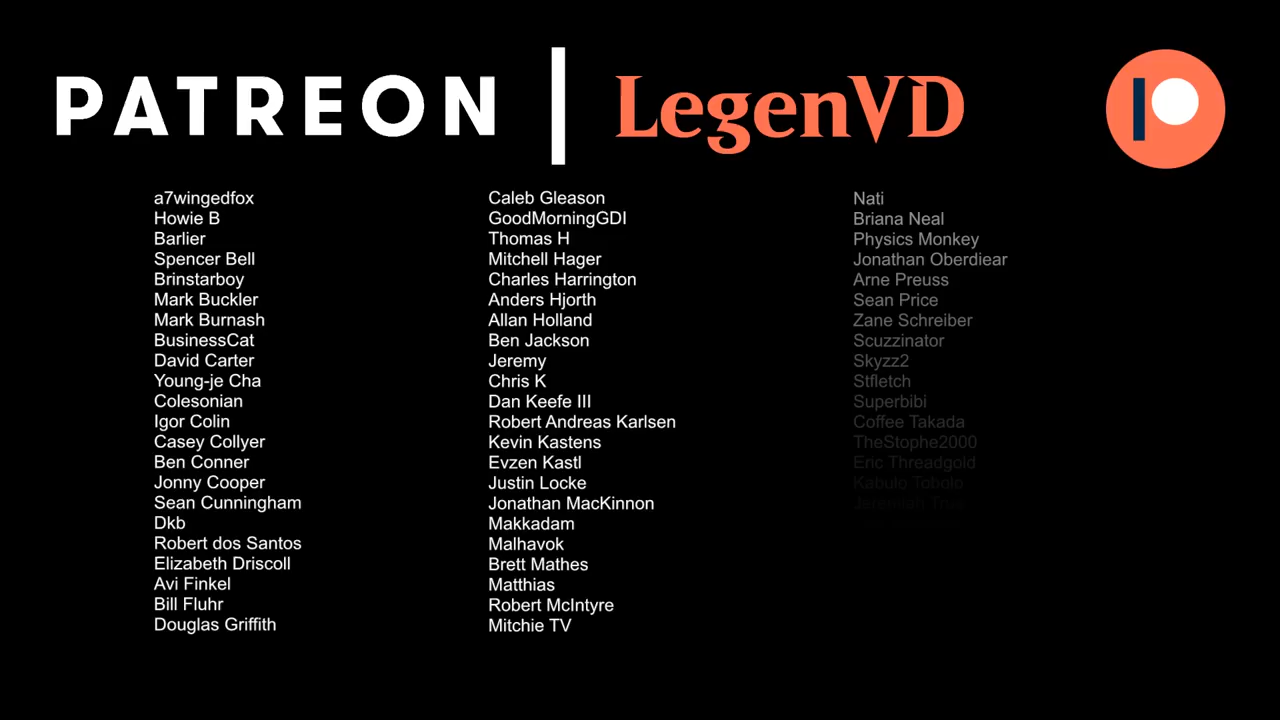 PATREON | LegenVD
a7wingedfox
Howie B
Barlier
Spencer Bell
Brinstarboy
Mark Buckler
Mark Burnash
BusinessCat
David Carter
Young-je Cha
Colesonian
Igor Colin
Casey Collyer
Ben Conner
Jonny Cooper
Sean Cunningham
Dkb
Robert dos Santos
Elizabeth Driscoll
Avi Finkel
Bill Fluhr
Douglas Griffith
Caleb Gleason
GoodMorningGDI
Thomas H
Mitchell Hager
Charles Harrington
Anders Hjorth
Allan Holland
Ben Jackson
Jeremy
Chris K
Dan Keefe III
Robert Andreas Karlsen
Kevin Kastens
Evzen Kastl
Justin Locke
Jonathan MacKinnon
Makkadam
Malhavok
Brett Mathes
Matthias
Robert McIntyre
Mitchie TV
Nati
Briana Neal
Physics Monkey
Jonathan Oberdiear
Arne Preuss
Sean Price
Zane Schreiber
Scuzzinator
Skyzz2
Stfletch
Superbibi
Coffee Takada
TheStophe2000
Eric Threadgold
Kabulo Tobolo
Jeremiah